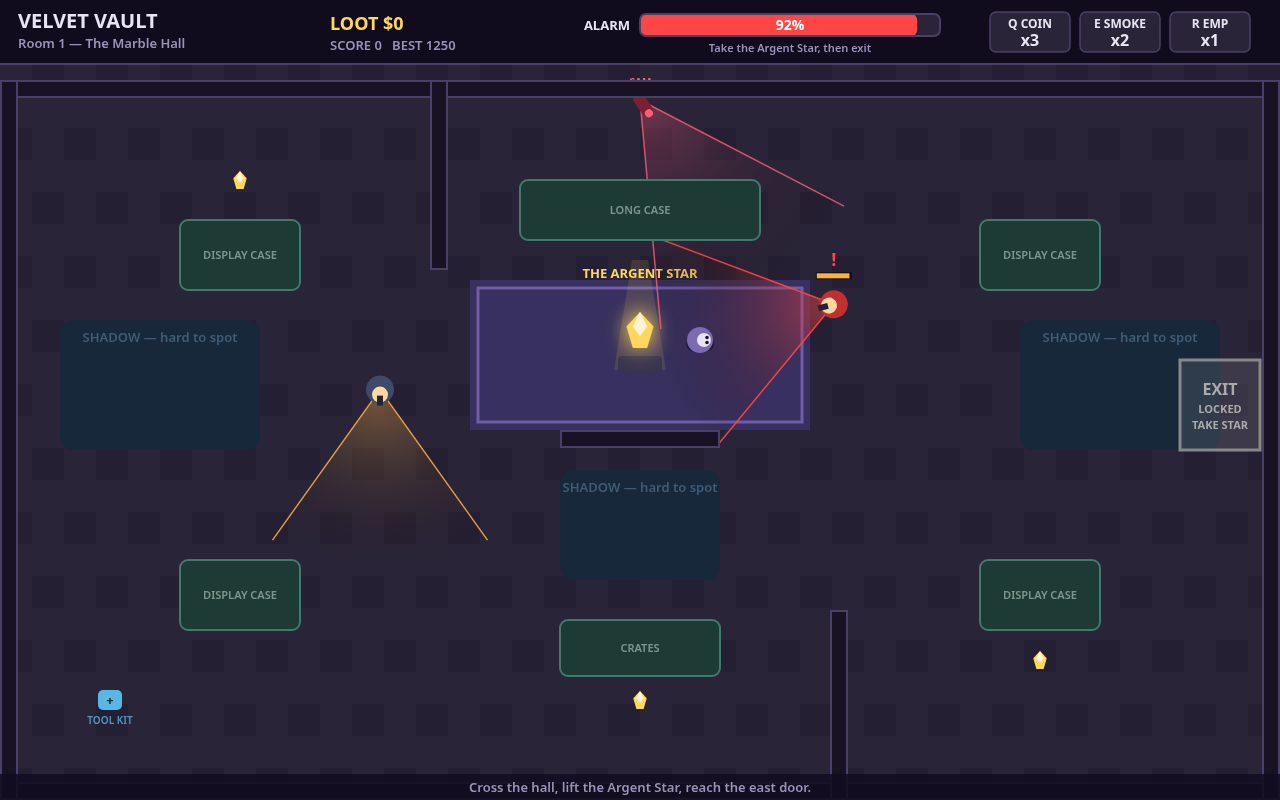 VELVET VAULT
Room 1 — The Marble Hall
LOOT $0
SCORE 0 BEST 1250
ALARM
92%
Take the Argent Star, then exit
Q COIN
x3
E SMOKE
x2
R EMP
x1
LONG CASE
DISPLAY CASE
DISPLAY CASE
!
THE ARGENT STAR
SHADOW — hard to spot
SHADOW — hard to spot
EXIT
LOCKED
TAKE STAR
SHADOW — hard to spot
DISPLAY CASE
DISPLAY CASE
CRATES
+
TOOL KIT
Cross the hall, lift the Argent Star, reach the east door.